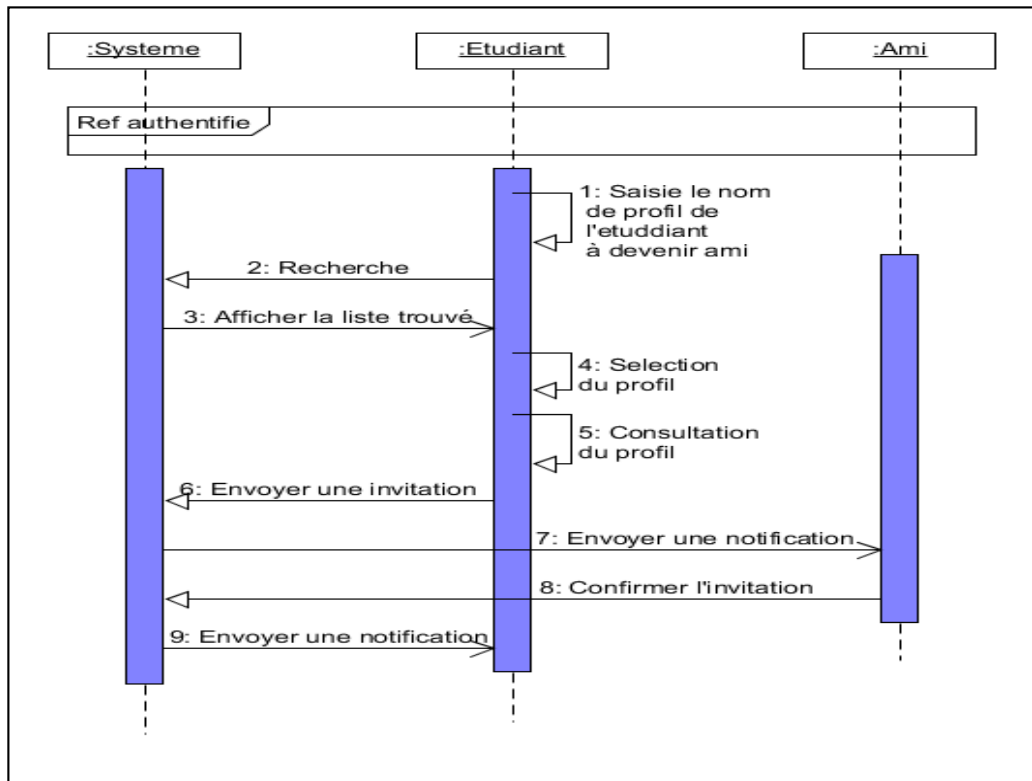 :Systeme
:Etudiant
:Ami
Ref authentifie
1: Saisie le nom
de profil de
l'etuddiant
à devenir ami
2: Recherche
3: Afficher la liste trouvé
4: Selection
du profil
5: Consultation
du profil
6: Envoyer une invitation
7: Envoyer une notification
8: Confirmer l'invitation
9: Envoyer une notification